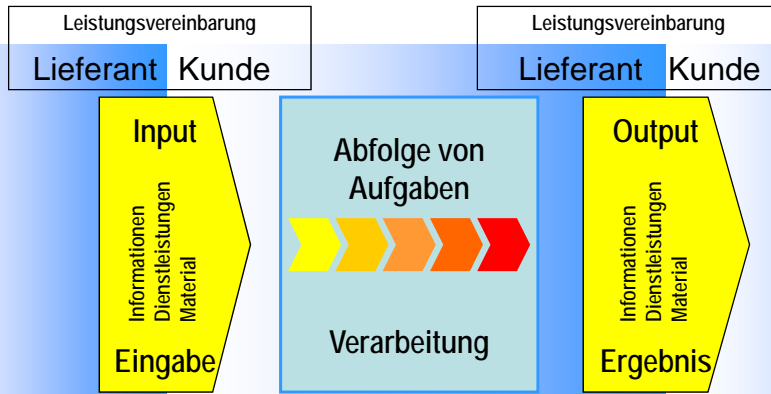 Leistungsvereinbarung
Lieferant Kunde
Input
Informationen
Dienstleistungen
Material
Eingabe
Abfolge von
Aufgaben
Verarbeitung
Leistungsvereinbarung
Lieferant Kunde
Output
Informationen
Dienstleistungen
Material
Ergebnis